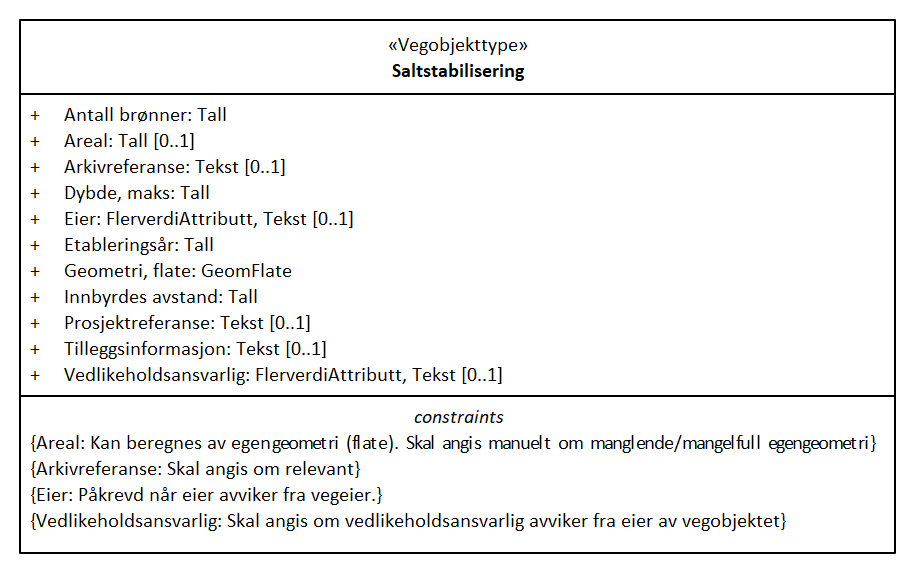 «Vegobjekttype»
Saltstabilisering
+ Antall brønner: Tall
+ Areal: Tall [0..1]
+ Arkivreferanse: Tekst [0..1]
+ Dybde, maks: Tall
+ Eier: FlerverdiAttributt, Tekst [0..1]
+ Etableringsår: Tall
+ Geometri, flate: GeomFlate
+ Innbyrdes avstand: Tall
+ Prosjektreferanse: Tekst [0..1]
+ Tilleggsinformasjon: Tekst [0..1]
+ Vedlikeholdsansvarlig: FlerverdiAttributt, Tekst [0..1]
constraints
{Areal: Kan beregnes av egengeometri (flate). Skal angis manuelt om manglende/mangelfull egengeometri}
{Arkivreferanse: Skal angis om relevant}
{Eier: Påkrevd når eier avviker fra vegeier.}
{Vedlikeholdsansvarlig: Skal angis om vedlikeholdsansvarlig avviker fra eier av vegobjektet}